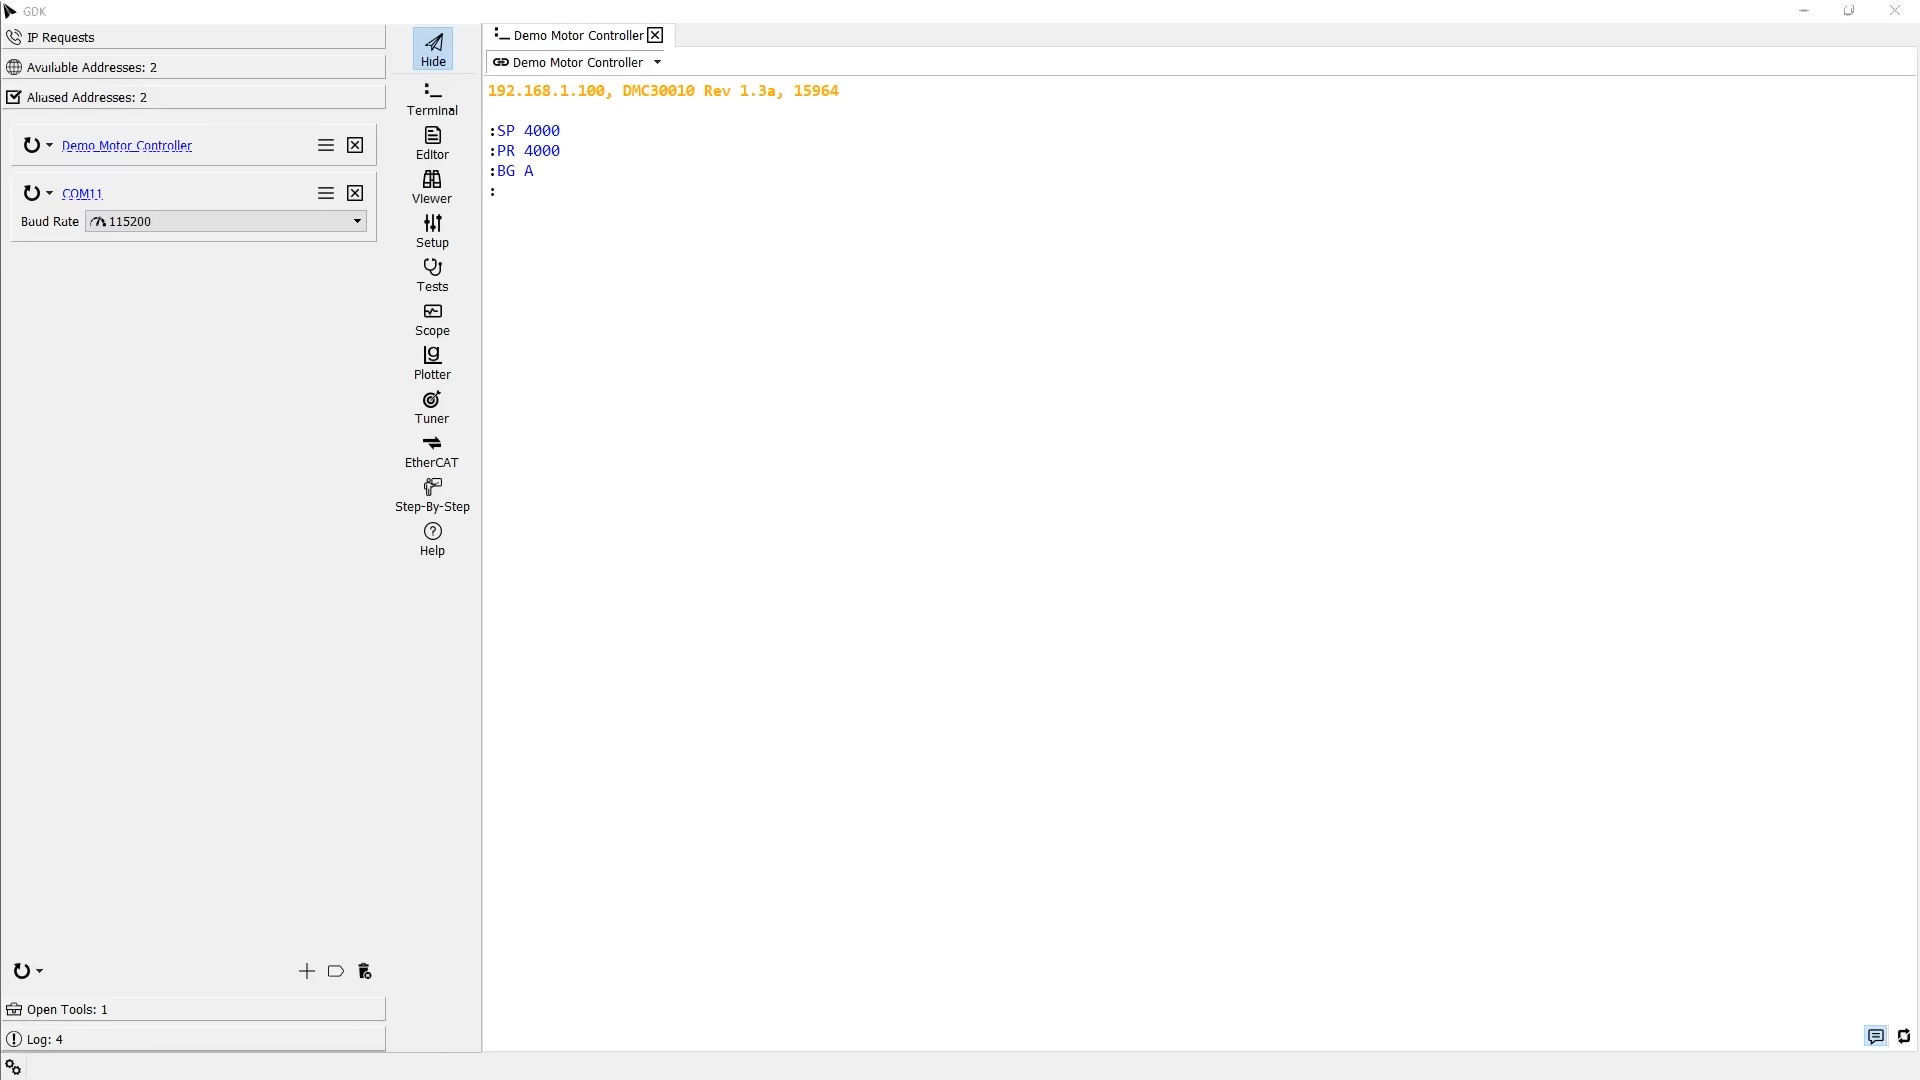 GDK
IP Requests
Available Addresses: 2
Aliased Addresses: 2
Demo Motor Controller
COM11
Baud Rate 115200
Open Tools: 1
Log: 4
Hide
Terminal
Editor
Viewer
Setup
Tests
Scope
Plotter
Tuner
EtherCAT
Step-By-Step
Help
Demo Motor Controller
Demo Motor Controller
192.168.1.100, DMC30010 Rev 1.3a, 15964
:SP 4000
:PR 4000
:BG A
: